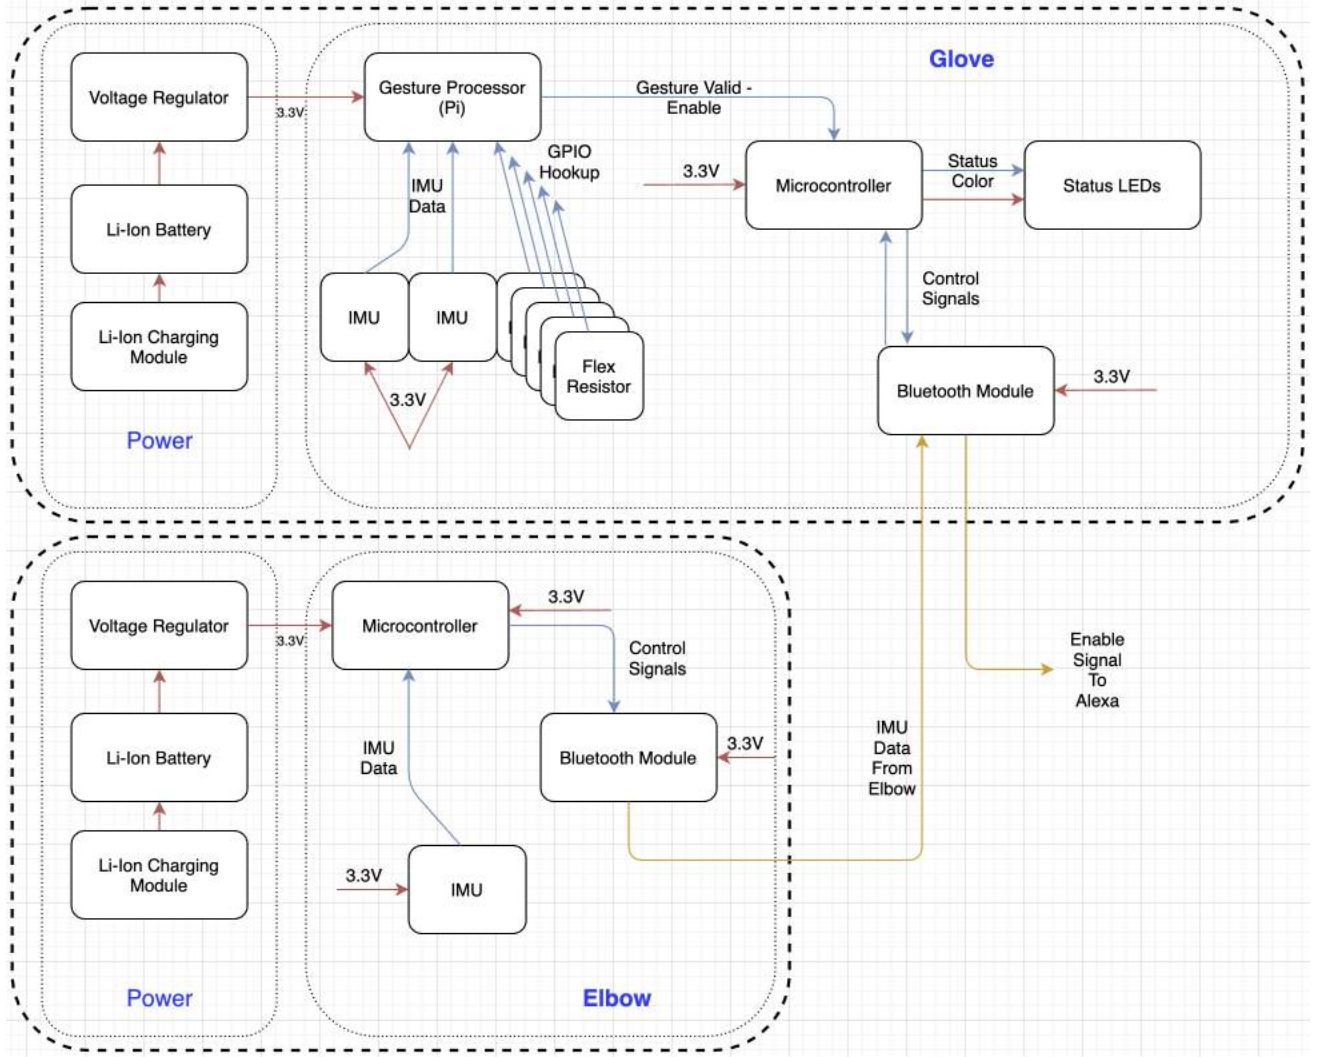 Glove
Voltage Regulator
3.3V
Gesture Processor
(Pi)
Gesture Valid -
Enable
GPIO
Hookup
IMU
Data
3.3V
Microcontroller
Status
Color
Status LEDs
Li-Ion Battery
Li-Ion Charging
Module
Power
IMU
IMU
3.3V
Flex
Resistor
Control
Signals
Bluetooth Module
3.3V
Voltage Regulator
3.3V
Microcontroller
3.3V
Control
Signals
Enable
Signal
To
Alexa
Li-Ion Battery
IMU
Data
Bluetooth Module
3.3V
IMU
Data
From
Elbow
Li-Ion Charging
Module
3.3V
IMU
Power
Elbow